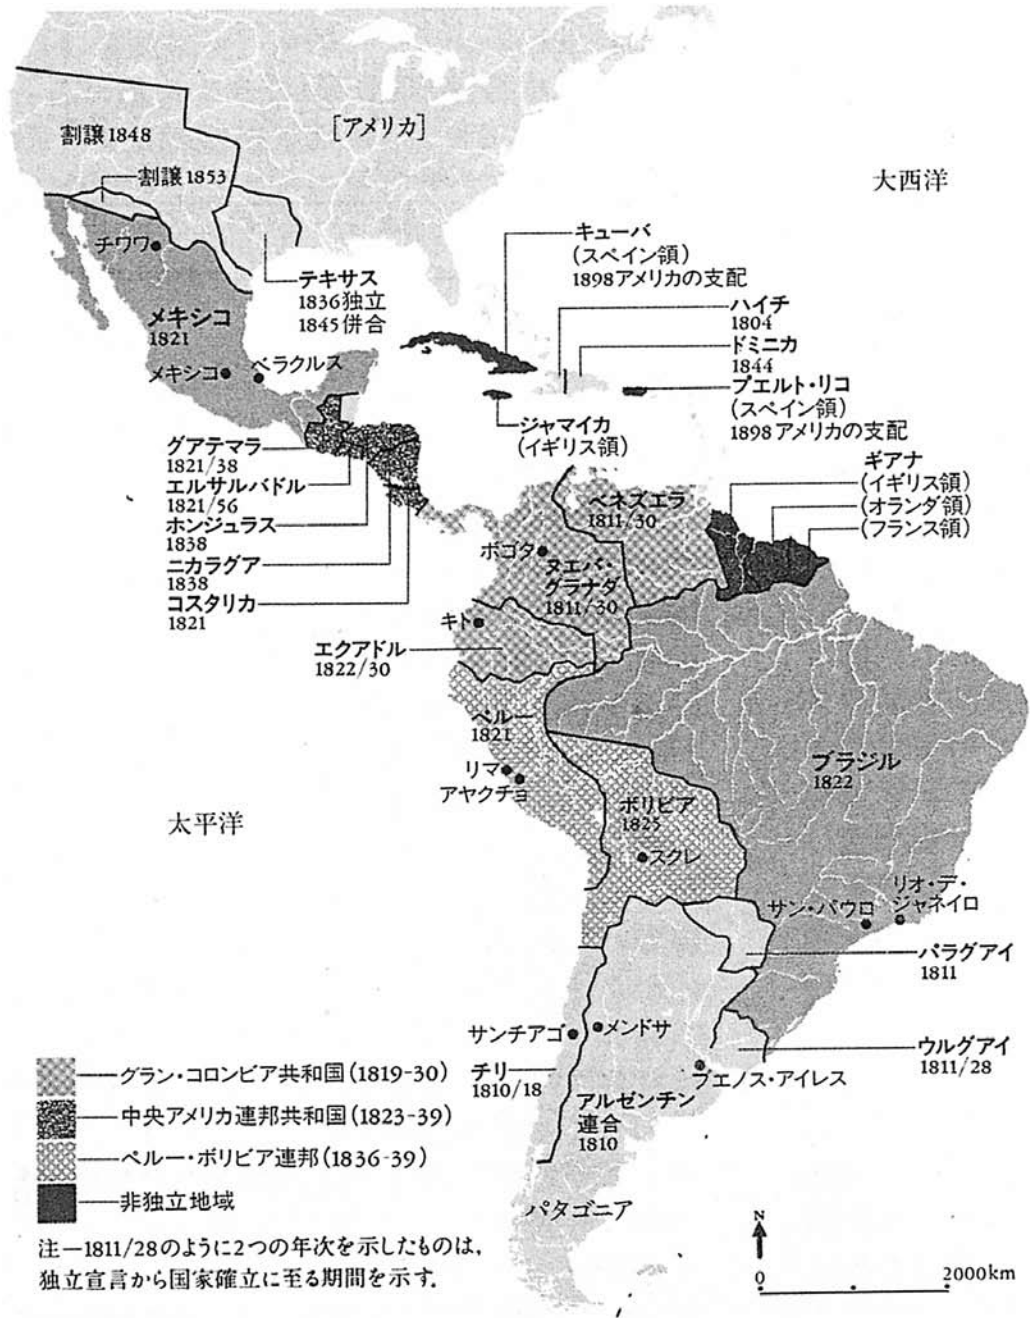 割譲1848
[アメリカ]
大西洋
割譲1853
チワワ
テキサス
1836独立
1845併合
メキシコ
1821
メキシコ
ベラクルス
キューバ
(スペイン領)
1898アメリカの支配
ハイチ
1804
ドミニカ
1844
プエルト・リコ
(スペイン領)
1898アメリカの支配
ジャマイカ
(イギリス領)
グアテマラ
1821/38
エルサルバドル
1821/56
ホンジュラス
1838
ニカラグア
1838
コスタリカ
1821
ギアナ
(イギリス領)
(オランダ領)
(フランス領)
ベネズエラ
1811/30
ボゴタ
ヌエバ・
グラナダ
1811/30
キト
エクアドル
1822/30
ペルー
1821
リマ
アヤクチョ
ブラジル
1822
太平洋
ボリビア
1825
スクレ
リオ・デ・
ジャネイロ
サン・パウロ
パラグアイ
1811
サンチアゴ
メンドサ
ウルグアイ
1811/28
チリ
1810/18
ブエノス・アイレス
アルゼンチン
連合
1810
パタゴニア
グラン・コロンビア共和国(1819-30)
中央アメリカ連邦共和国(1823-39)
ペルー・ボリビア連邦(1836-39)
非独立地域
注—1811/28のように2つの年次を示したものは,
独立宣言から国家確立に至る期間を示す.
N
0
2000km